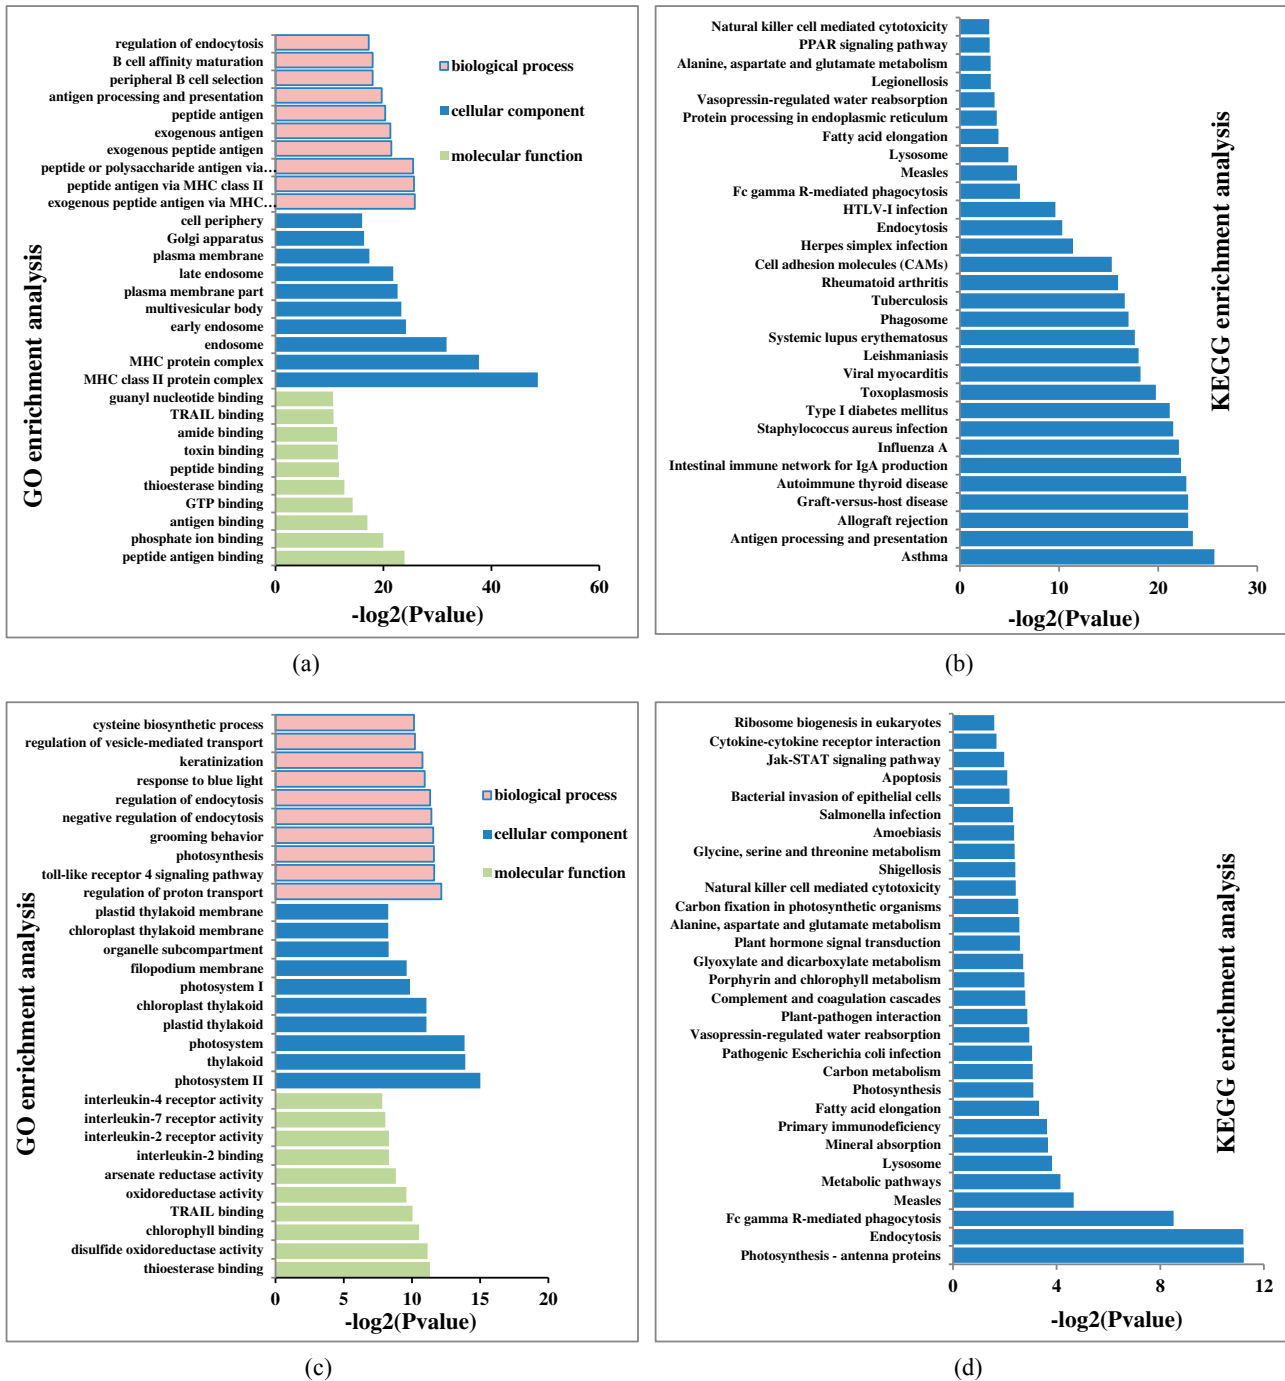 GO enrichment analysis
regulation of endocytosis
B cell affinity maturation
peripheral B cell selection
antigen processing and presentation
peptide antigen
exogenous antigen
exogenous peptide antigen
peptide or polysaccharide antigen via…
peptide antigen via MHC class II
exogenous peptide antigen via MHC…
cell periphery
Golgi apparatus
plasma membrane
late endosome
plasma membrane part
multivesicular body
early endosome
endosome
MHC protein complex
MHC class II protein complex
guanyl nucleotide binding
TRAIL binding
amide binding
toxin binding
peptide binding
thioesterase binding
GTP binding
antigen binding
phosphate ion binding
peptide antigen binding
biological process
cellular component
molecular function
0 20 40 60
-log2(Pvalue)
(a)
Natural killer cell mediated cytotoxicity
PPAR signaling pathway
Alanine, aspartate and glutamate metabolism
Legionellosis
Vasopressin-regulated water reabsorption
Protein processing in endoplasmic reticulum
Fatty acid elongation
Lysosome
Measles
Fc gamma R-mediated phagocytosis
HTLV-I infection
Endocytosis
Herpes simplex infection
Cell adhesion molecules (CAMs)
Rheumatoid arthritis
Tuberculosis
Phagosome
Systemic lupus erythematosus
Leishmaniasis
Viral myocarditis
Toxoplasmosis
Type I diabetes mellitus
Staphylococcus aureus infection
Influenza A
Intestinal immune network for IgA production
Autoimmune thyroid disease
Graft-versus-host disease
Allograft rejection
Antigen processing and presentation
Asthma
KEGG enrichment analysis
0 10 20 30
-log2(Pvalue)
(b)
GO enrichment analysis
cysteine biosynthetic process
regulation of vesicle-mediated transport
keratinization
response to blue light
regulation of endocytosis
negative regulation of endocytosis
grooming behavior
photosynthesis
toll-like receptor 4 signaling pathway
regulation of proton transport
plastid thylakoid membrane
chloroplast thylakoid membrane
organelle subcompartment
filopodium membrane
photosystem I
chloroplast thylakoid
plastid thylakoid
photosystem
thylakoid
photosystem II
interleukin-4 receptor activity
interleukin-7 receptor activity
interleukin-2 receptor activity
interleukin-2 binding
arsenate reductase activity
oxidoreductase activity
TRAIL binding
chlorophyll binding
disulfide oxidoreductase activity
thioesterase binding
biological process
cellular component
molecular function
0 5 10 15 20
-log2(Pvalue)
(c)
Ribosome biogenesis in eukaryotes
Cytokine-cytokine receptor interaction
Jak-STAT signaling pathway
Apoptosis
Bacterial invasion of epithelial cells
Salmonella infection
Amoebiasis
Glycine, serine and threonine metabolism
Shigellosis
Natural killer cell mediated cytotoxicity
Carbon fixation in photosynthetic organisms
Alanine, aspartate and glutamate metabolism
Plant hormone signal transduction
Glyoxylate and dicarboxylate metabolism
Porphyrin and chlorophyll metabolism
Complement and coagulation cascades
Plant-pathogen interaction
Vasopressin-regulated water reabsorption
Pathogenic Escherichia coli infection
Carbon metabolism
Photosynthesis
Fatty acid elongation
Primary immunodeficiency
Mineral absorption
Lysosome
Metabolic pathways
Measles
Fc gamma R-mediated phagocytosis
Endocytosis
Photosynthesis - antenna proteins
KEGG enrichment analysis
0 4 8 12
-log2(Pvalue)
(d)